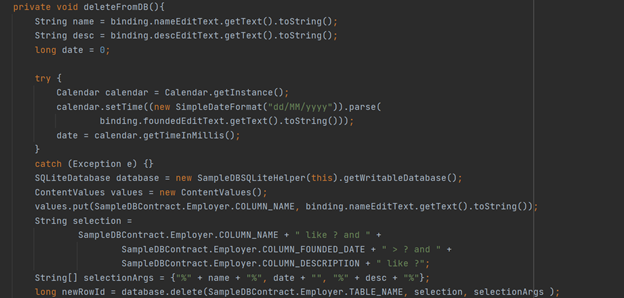 private void deleteFromDB(){
String name = binding.nameEditText.getText().toString();
String desc = binding.descEditText.getText().toString();
long date = 0;
try {
Calendar calendar = Calendar.getInstance();
calendar.setTime((new SimpleDateFormat("dd/MM/yyyy")).parse(
binding.foundedEditText.getText().toString()));
date = calendar.getTimeInMillis();
}
catch (Exception e) {}
SQLiteDatabase database = new SampleDBSQLiteHelper(this).getWritableDatabase();
ContentValues values = new ContentValues();
values.put(SampleDBContract.Employer.COLUMN_NAME, binding.nameEditText.getText().toString());
String selection =
SampleDBContract.Employer.COLUMN_NAME + " like ? and " +
SampleDBContract.Employer.COLUMN_FOUNDED_DATE + " > ? and " +
SampleDBContract.Employer.COLUMN_DESCRIPTION + " like ?";
String[] selectionArgs = {"%" + name + "%", date + "", "%" + desc + "%"};
long newRowId = database.delete(SampleDBContract.Employer.TABLE_NAME, selection, selectionArgs );